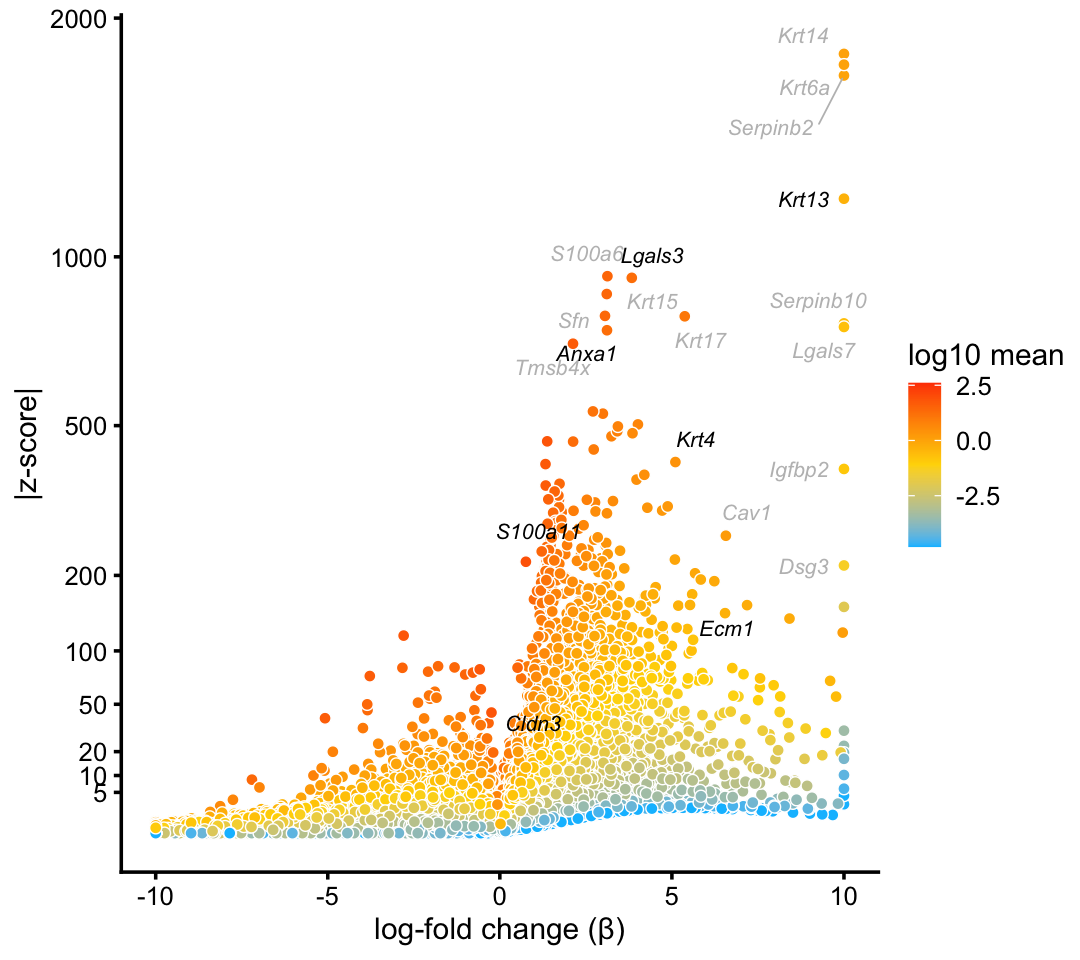 2000
1000
500
200
100
50
20
10
5
|z-score|
Krt14
Krt6a
Serpinb2
Krt13
S100a6
Lgals3
Krt15
Serpinb10
Sfn
Krt17
Anxa1
Lgals7
Tmsb4x
Krt4
Igfbp2
Cav1
S100a11
Dsg3
Ecm1
Cldn3
-10
-5
0
5
10
log-fold change (β)
log10 mean
2.5
0.0
-2.5